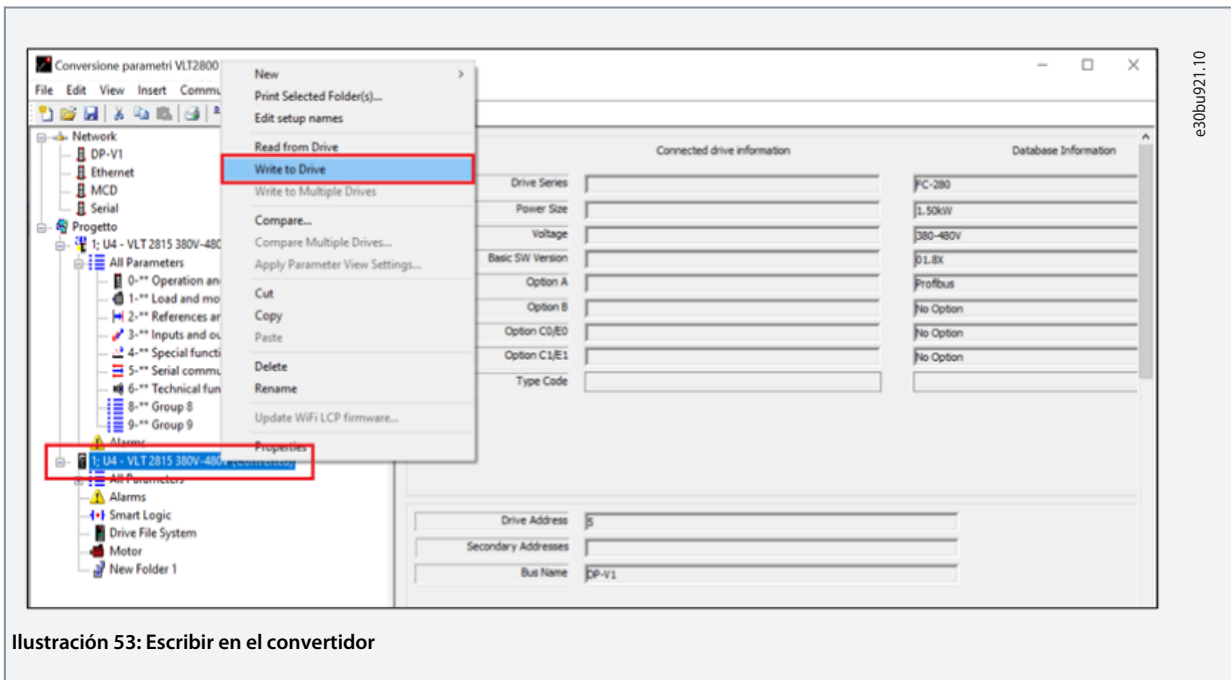 Conversione parametri VLT2800
File Edit View Insert Commu
New
Print Selected Folder(s)...
Edit setup names
Read from Drive
Write to Drive
Write to Multiple Drives
Compare...
Compare Multiple Drives...
Apply Parameter View Settings...
Cut
Copy
Paste
Delete
Rename
Update WiFi LCP firmware...
Properties
Network
DP-V1
Ethernet
MCD
Serial
Progetto
1; U4 - VLT 2815 380V-480
All Parameters
0-** Operation an
1-** Load and mo
2-** References ar
3-** Inputs and ou
4-** Special functi
5-** Serial commu
6-** Technical fun
8-** Group 8
9-** Group 9
Alarms
1; U4 - VLT 2815 380V-480V (Converted)
All Parameters
Alarms
Smart Logic
Drive File System
Motor
New Folder 1
Connected drive information Database Information
Drive Series FC-280
Power Size 1.50kW
Voltage 380-480V
Basic SW Version 01.8X
Option A Profibus
Option B No Option
Option C0/E0 No Option
Option C1/E1 No Option
Type Code
Drive Address 5
Secondary Addresses
Bus Name DP-V1
e30bu921.10
Ilustración 53: Escribir en el convertidor